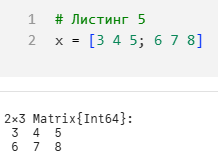 1 # Листинг 5
2 x = [3 4 5; 6 7 8]
2×3 Matrix{Int64}:
3 4 5
6 7 8